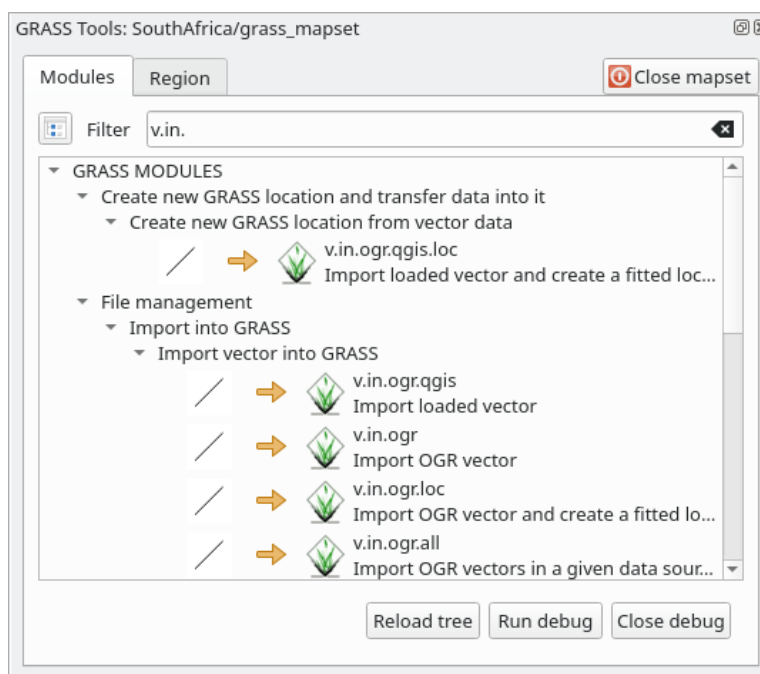 GRASS Tools: SouthAfrica/grass_mapset
Modules
Region
Close mapset
Filter
v.in.
GRASS MODULES
Create new GRASS location and transfer data into it
Create new GRASS location from vector data
v.in.ogr.qgis.loc
Import loaded vector and create a fitted loc...
File management
Import into GRASS
Import vector into GRASS
v.in.ogr.qgis
Import loaded vector
v.in.ogr
Import OGR vector
v.in.ogr.loc
Import OGR vector and create a fitted lo...
v.in.ogr.all
Import OGR vectors in a given data sour...
Reload tree
Run debug
Close debug